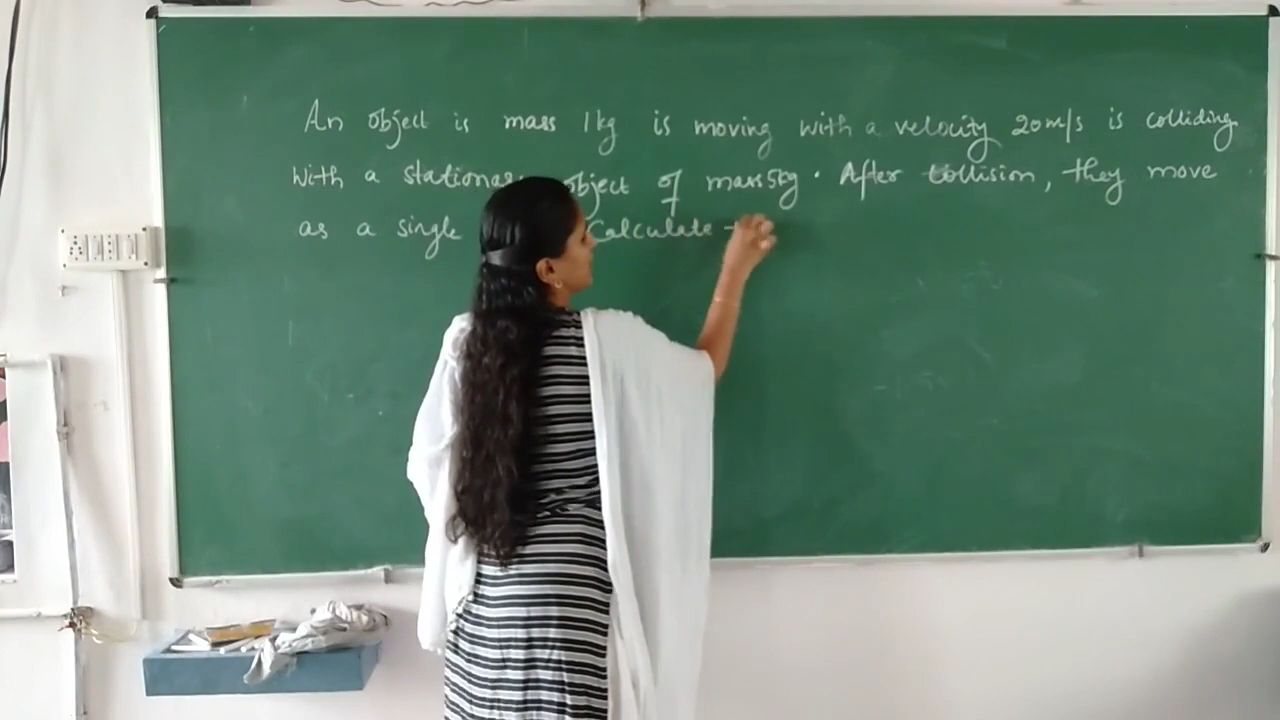 An object is mass 1kg is moving with a velocity 20m/s is colliding
with a object of mass 5kg. After collision, they move
as a single Calculate